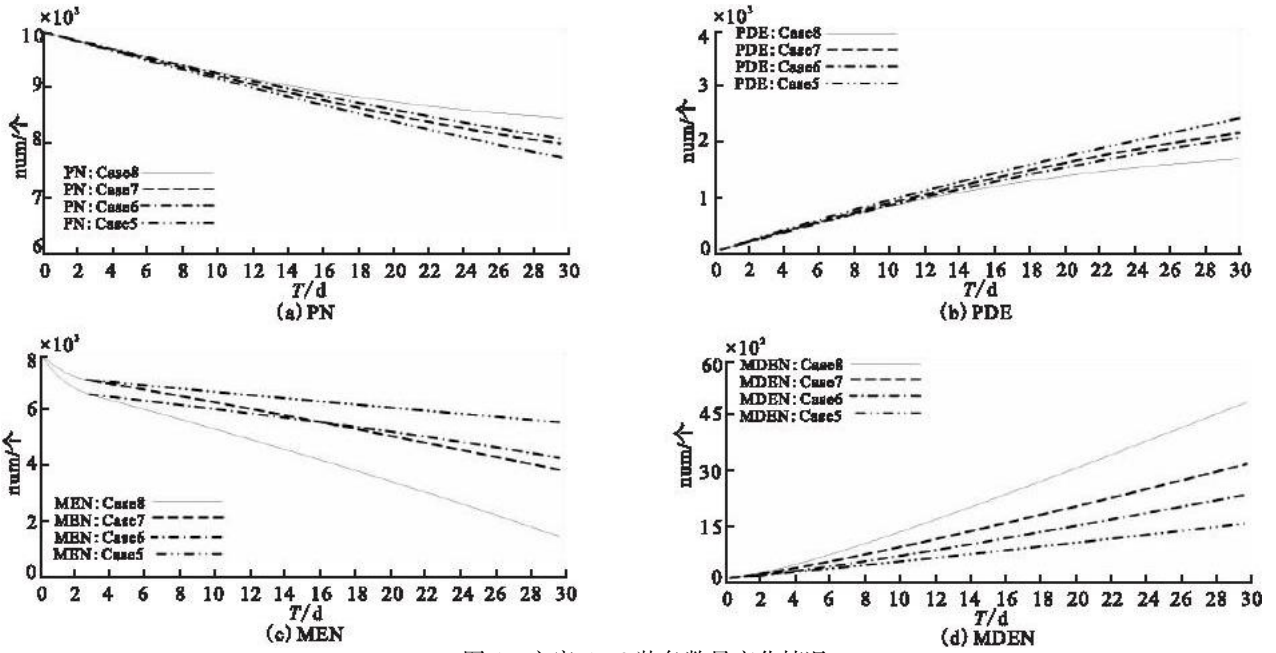 ×10³
10
9
8
7
6
num/个
PN:Case8
PN:Case7
PN:Case6
PN:Case5
0 2 4 6 8 10 12 14 16 18 20 22 24 26 28 30
T/d
(a) PN
×10³
4
3
2
1
0
num/个
PDE:Case8
PDE:Case7
PDE:Case6
PDE:Case5
0 2 4 6 8 10 12 14 16 18 20 22 24 26 28 30
T/d
(b) PDE
×10³
8
6
4
2
0
num/个
MEN:Case8
MEN:Case7
MEN:Case6
MEN:Case5
0 2 4 6 8 10 12 14 16 18 20 22 24 26 28 30
T/d
(c) MEN
×10²
60
45
30
15
0
num/个
MDEN:Case8
MDEN:Case7
MDEN:Case6
MDEN:Case5
0 2 4 6 8 10 12 14 16 18 20 22 24 26 28 30
T/d
(d) MDEN